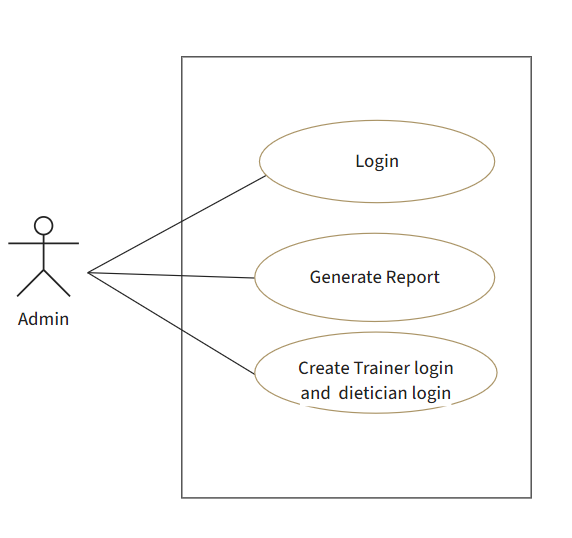 Login
Generate Report
Admin
Create Trainer login
and dietician login